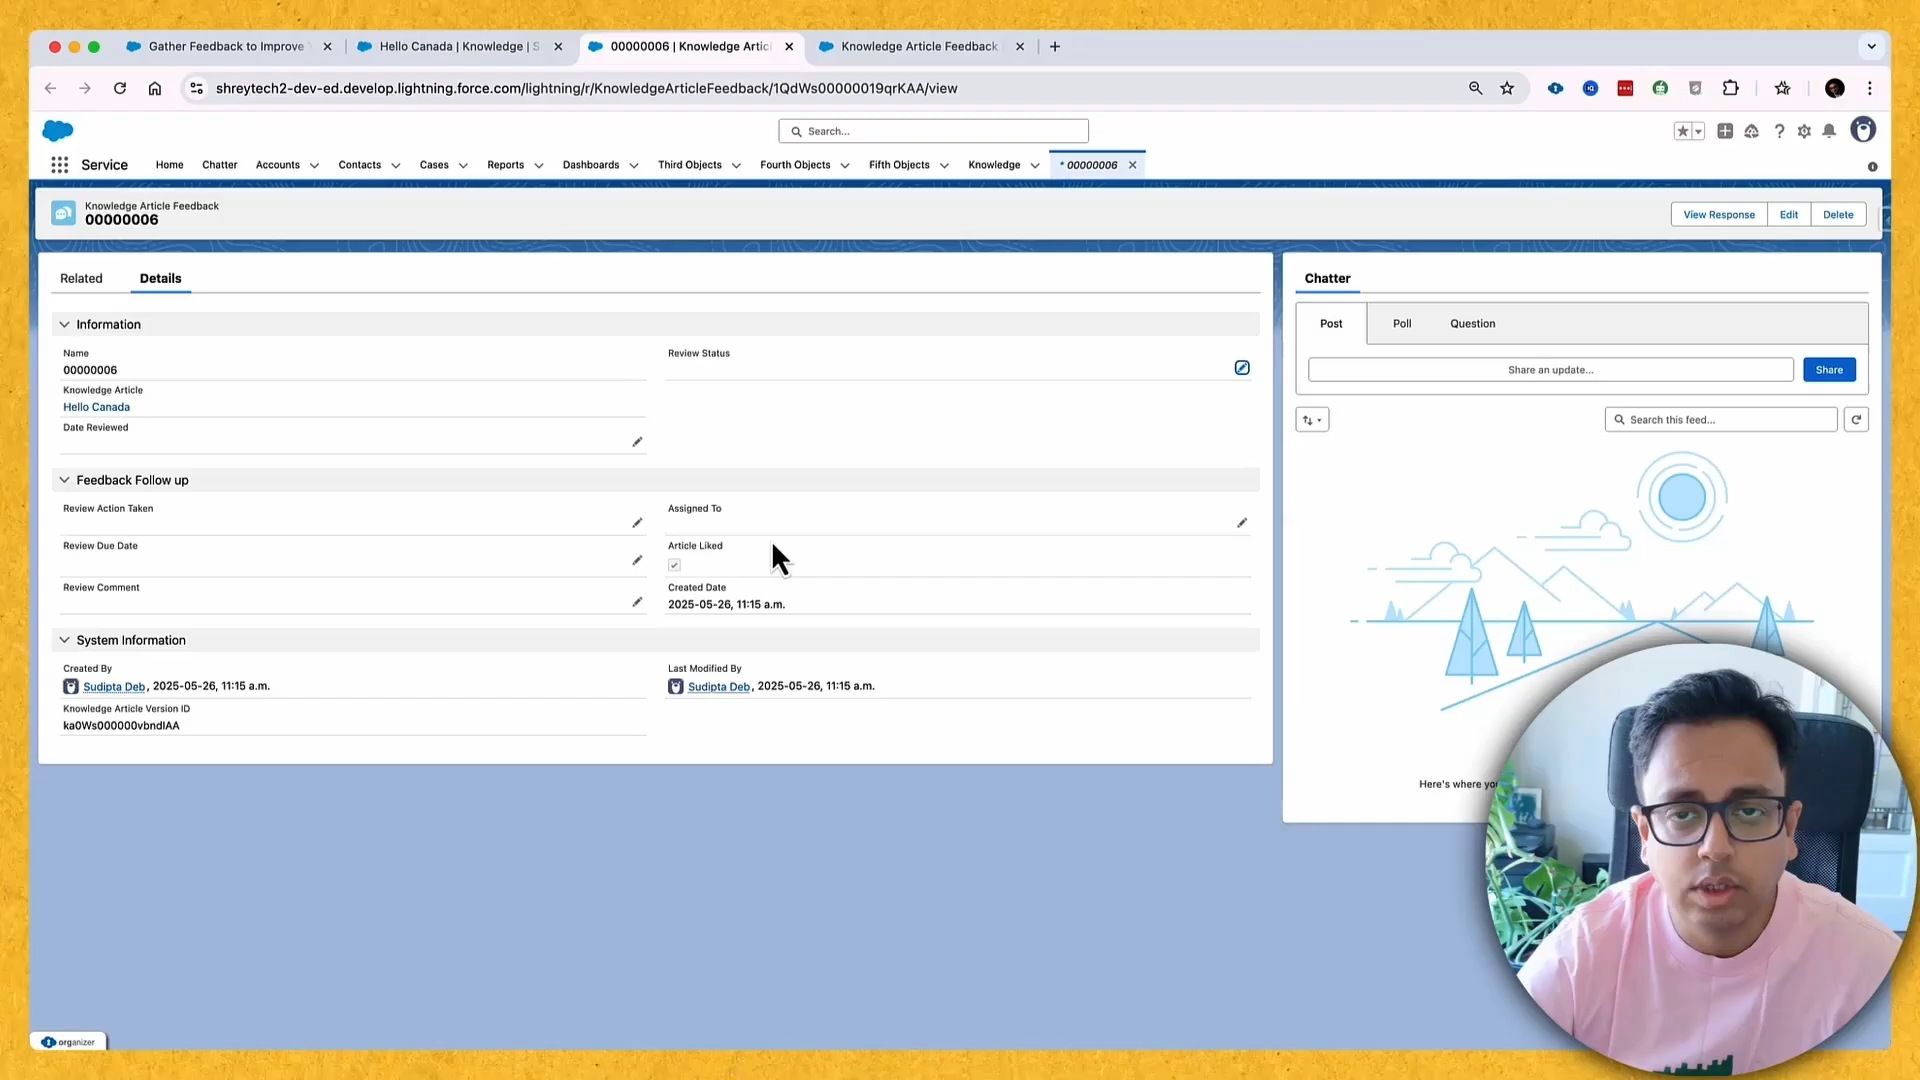 Gather Feedback to Improve
Hello Canada | Knowledge | S
00000006 | Knowledge Artic
Knowledge Article Feedback
shreytech2-dev-ed.develop.lightning.force.com/lightning/r/KnowledgeArticleFeedback/1QdWs00000019qrKAA/view
Search...
Service
Home
Chatter
Accounts
Contacts
Cases
Reports
Dashboards
Third Objects
Fourth Objects
Fifth Objects
Knowledge
* 00000006
Knowledge Article Feedback
00000006
View Response
Edit
Delete
Related
Details
Information
Name
00000006
Review Status
Knowledge Article
Hello Canada
Date Reviewed
Feedback Follow up
Review Action Taken
Assigned To
Review Due Date
Article Liked
Review Comment
Created Date
2025-05-26, 11:15 a.m.
System Information
Created By
Sudipta Deb, 2025-05-26, 11:15 a.m.
Last Modified By
Sudipta Deb, 2025-05-26, 11:15 a.m.
Knowledge Article Version ID
ka0Ws000000vbndIAA
Chatter
Post
Poll
Question
Share an update...
Share
Search this feed...
Here's where you
organizer